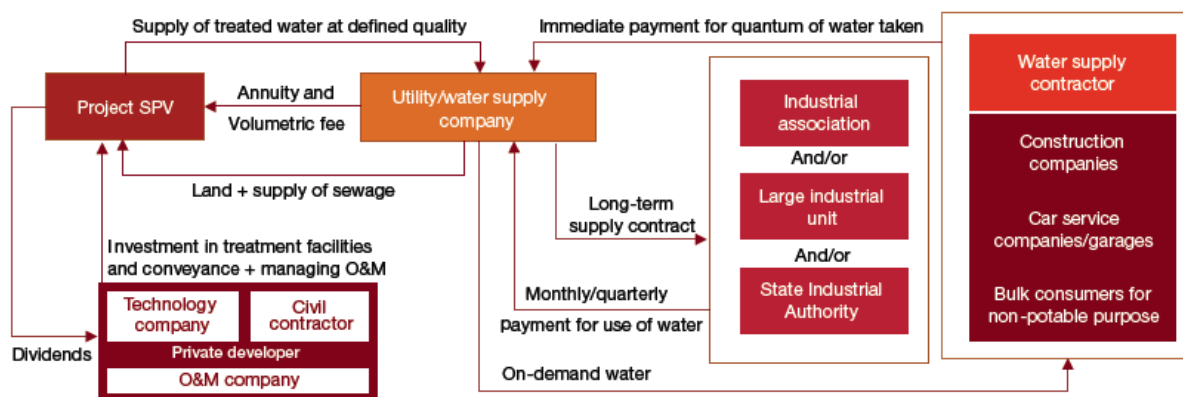 Supply of treated water at defined quality
Immediate payment for quantum of water taken
Project SPV
Annuity and
Volumetric fee
Utility/water supply
company
Land + supply of sewage
Investment in treatment facilities
and conveyance + managing O&M
Technology
company
Civil
contractor
Private developer
O&M company
Dividends
Long-term
supply contract
Monthly/quarterly
payment for use of water
On-demand water
Industrial
association
And/or
Large industrial
unit
And/or
State Industrial
Authority
Water supply
contractor
Construction
companies
Car service
companies/garages
Bulk consumers for
non-potable purpose